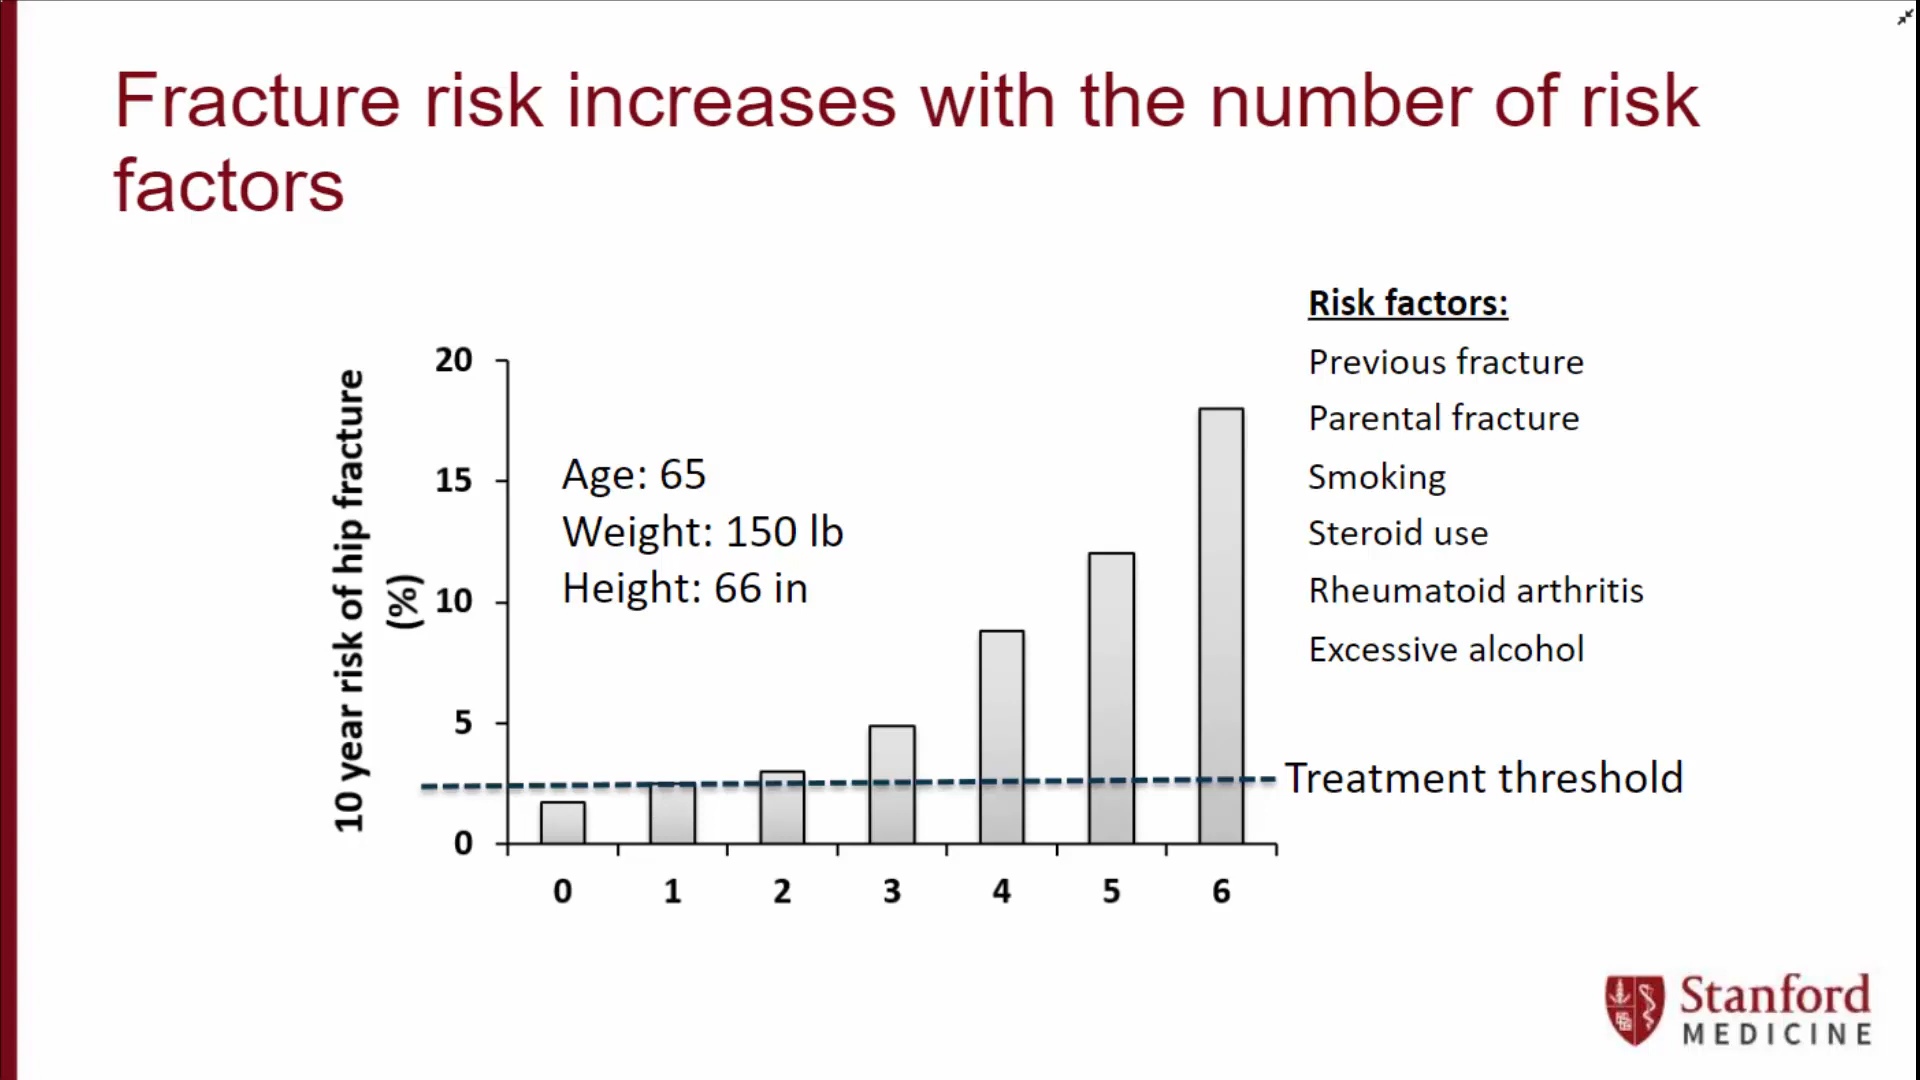 Fracture risk increases with the number of risk
factors
10 year risk of hip fracture
(%)
20
15
10
5
0
Age: 65
Weight: 150 lb
Height: 66 in
0 1 2 3 4 5 6
Risk factors:
Previous fracture
Parental fracture
Smoking
Steroid use
Rheumatoid arthritis
Excessive alcohol
Treatment threshold
Stanford
MEDICINE